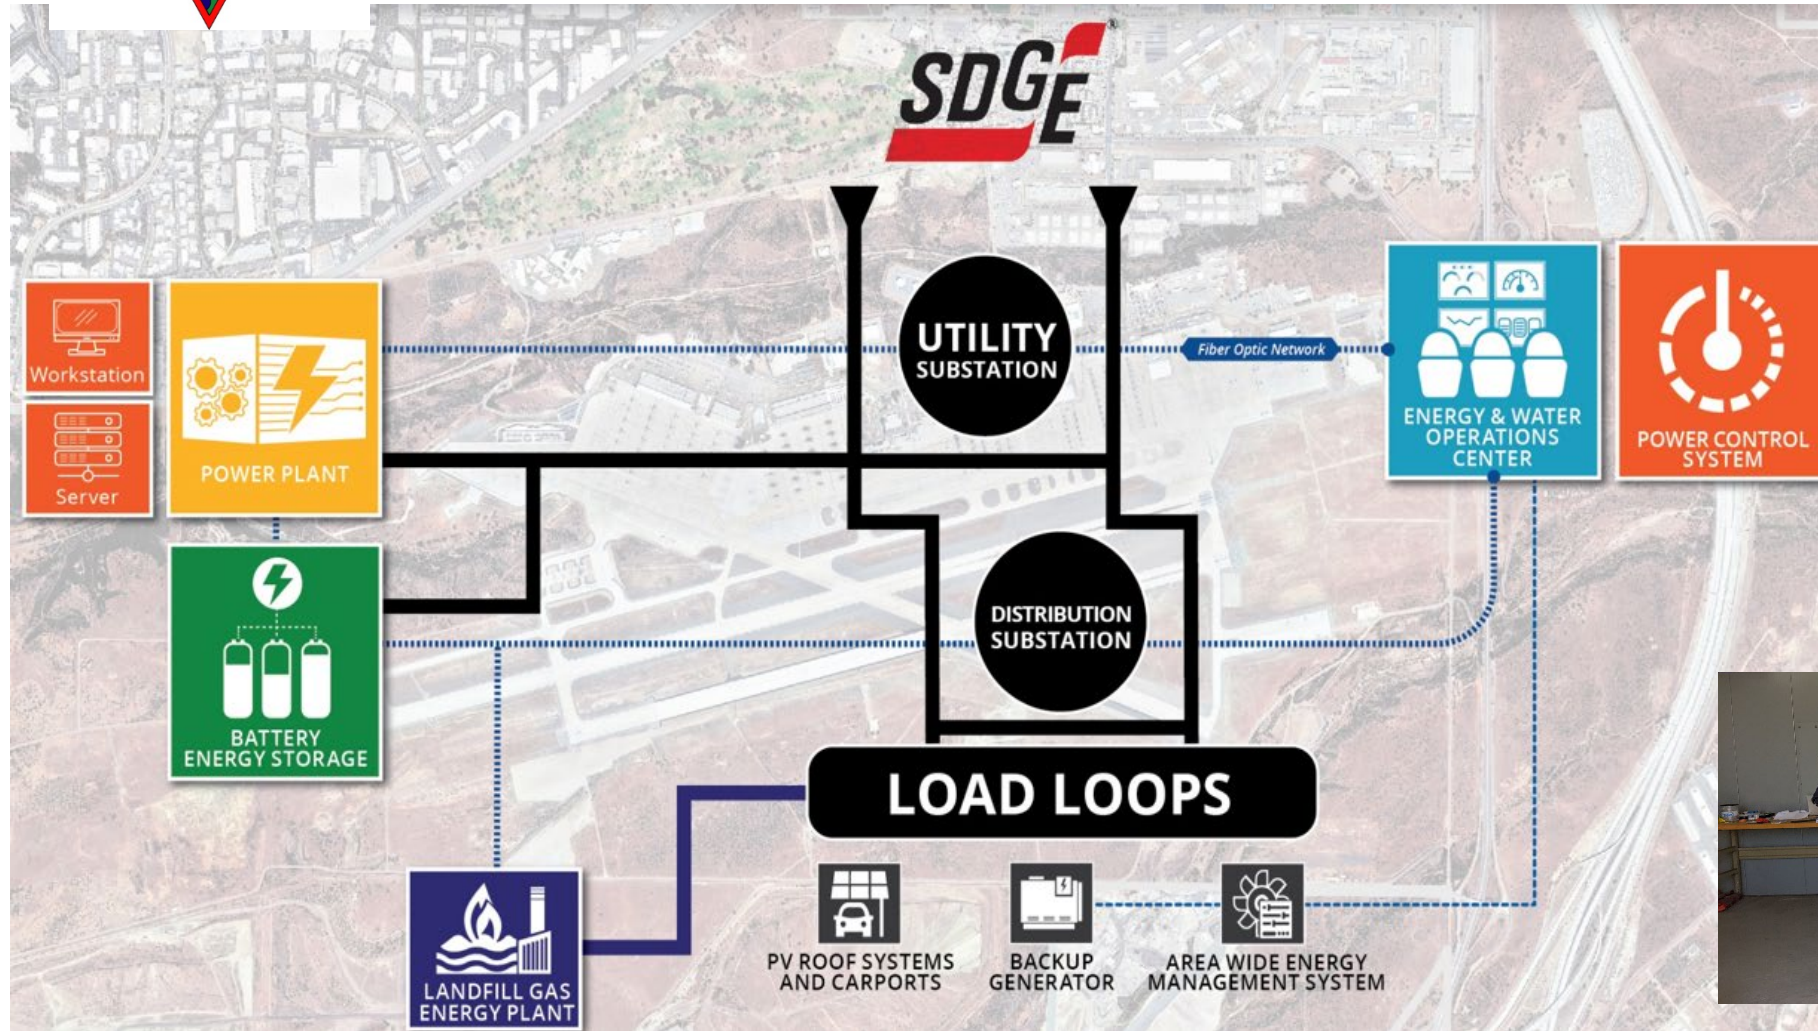 SDGE®
UTILITY
SUBSTATION
Fiber Optic Network
Workstation
Server
POWER PLANT
ENERGY & WATER
OPERATIONS
CENTER
POWER CONTROL
SYSTEM
BATTERY
ENERGY STORAGE
DISTRIBUTION
SUBSTATION
LOAD LOOPS
LANDFILL GAS
ENERGY PLANT
PV ROOF SYSTEMS
AND CARPORTS
BACKUP
GENERATOR
AREA WIDE ENERGY
MANAGEMENT SYSTEM